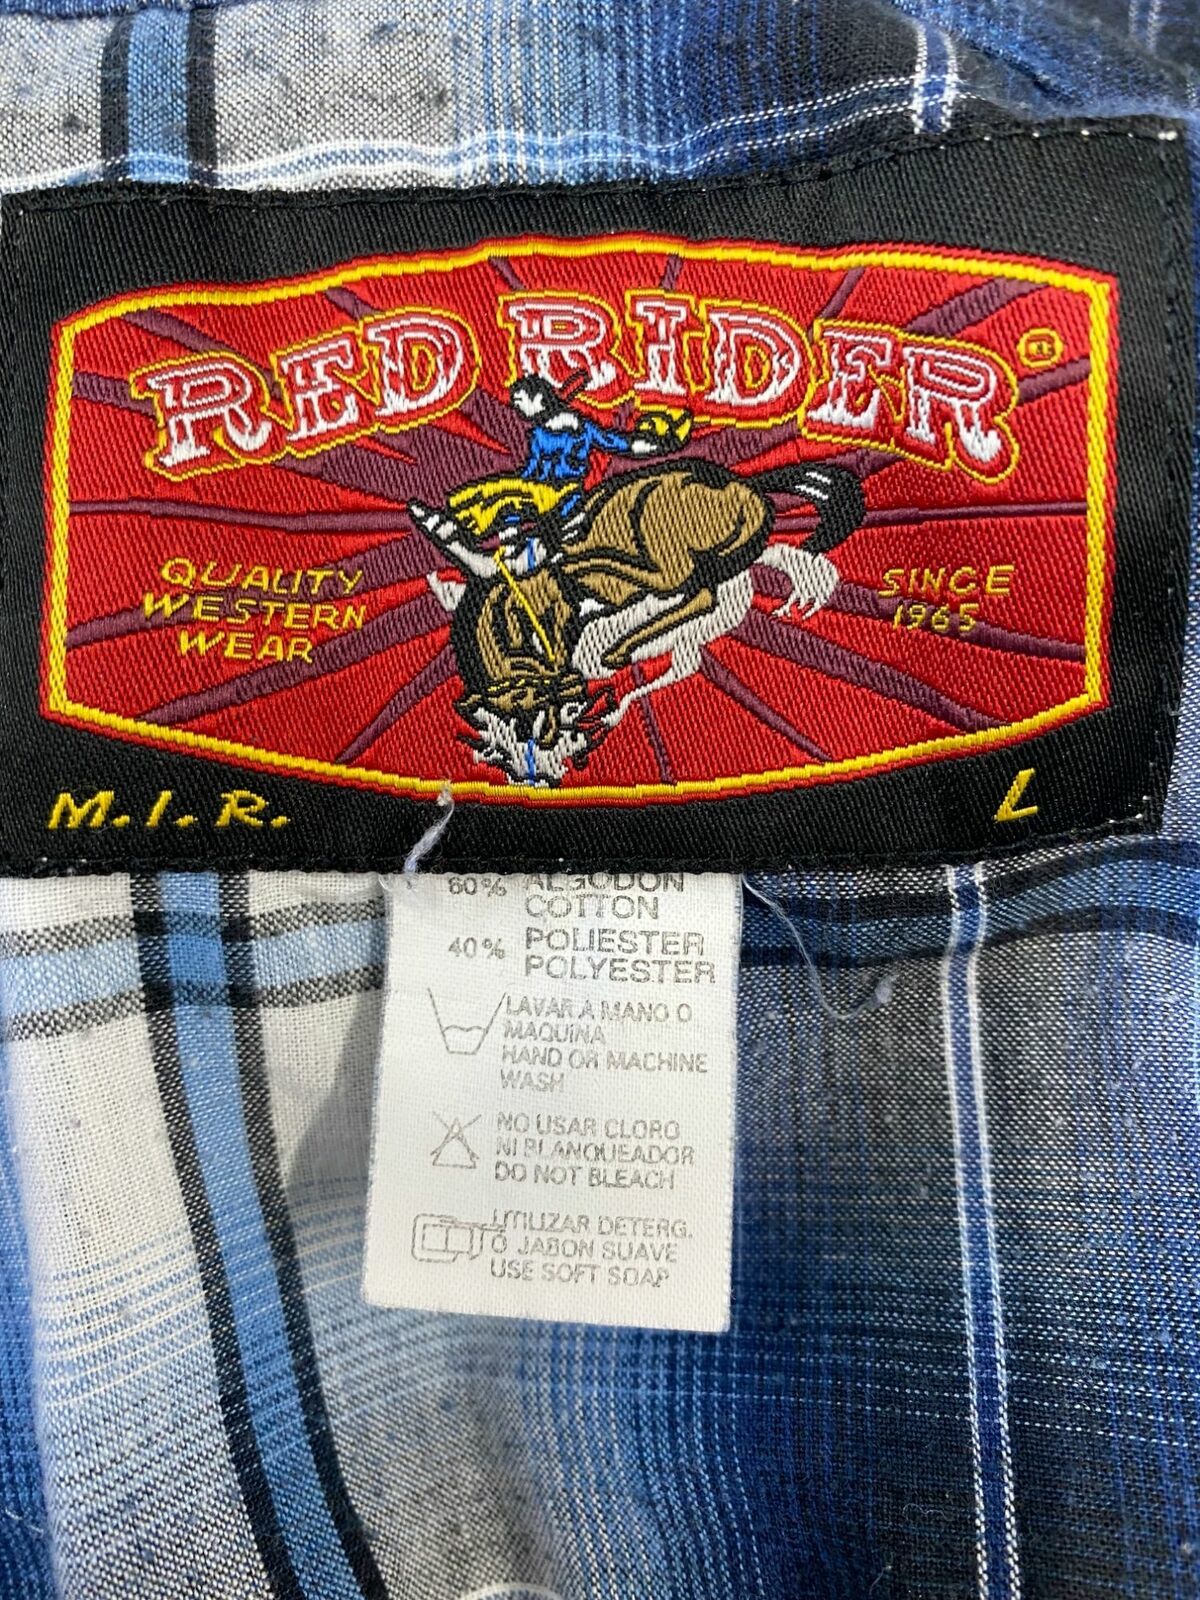 RED RIDER®
QUALITY
WESTERN
WEAR
SINCE
1965
M.I.R.
L
60% ALGODON
COTTON
40% POLIESTER
POLYESTER
LAVAR A MANO O
MAQUINA
HAND OR MACHINE
WASH
NO USAR CLORO
NI BLANQUEADOR
DO NOT BLEACH
UTILIZAR DETERG.
O JABON SUAVE
USE SOFT SOAP